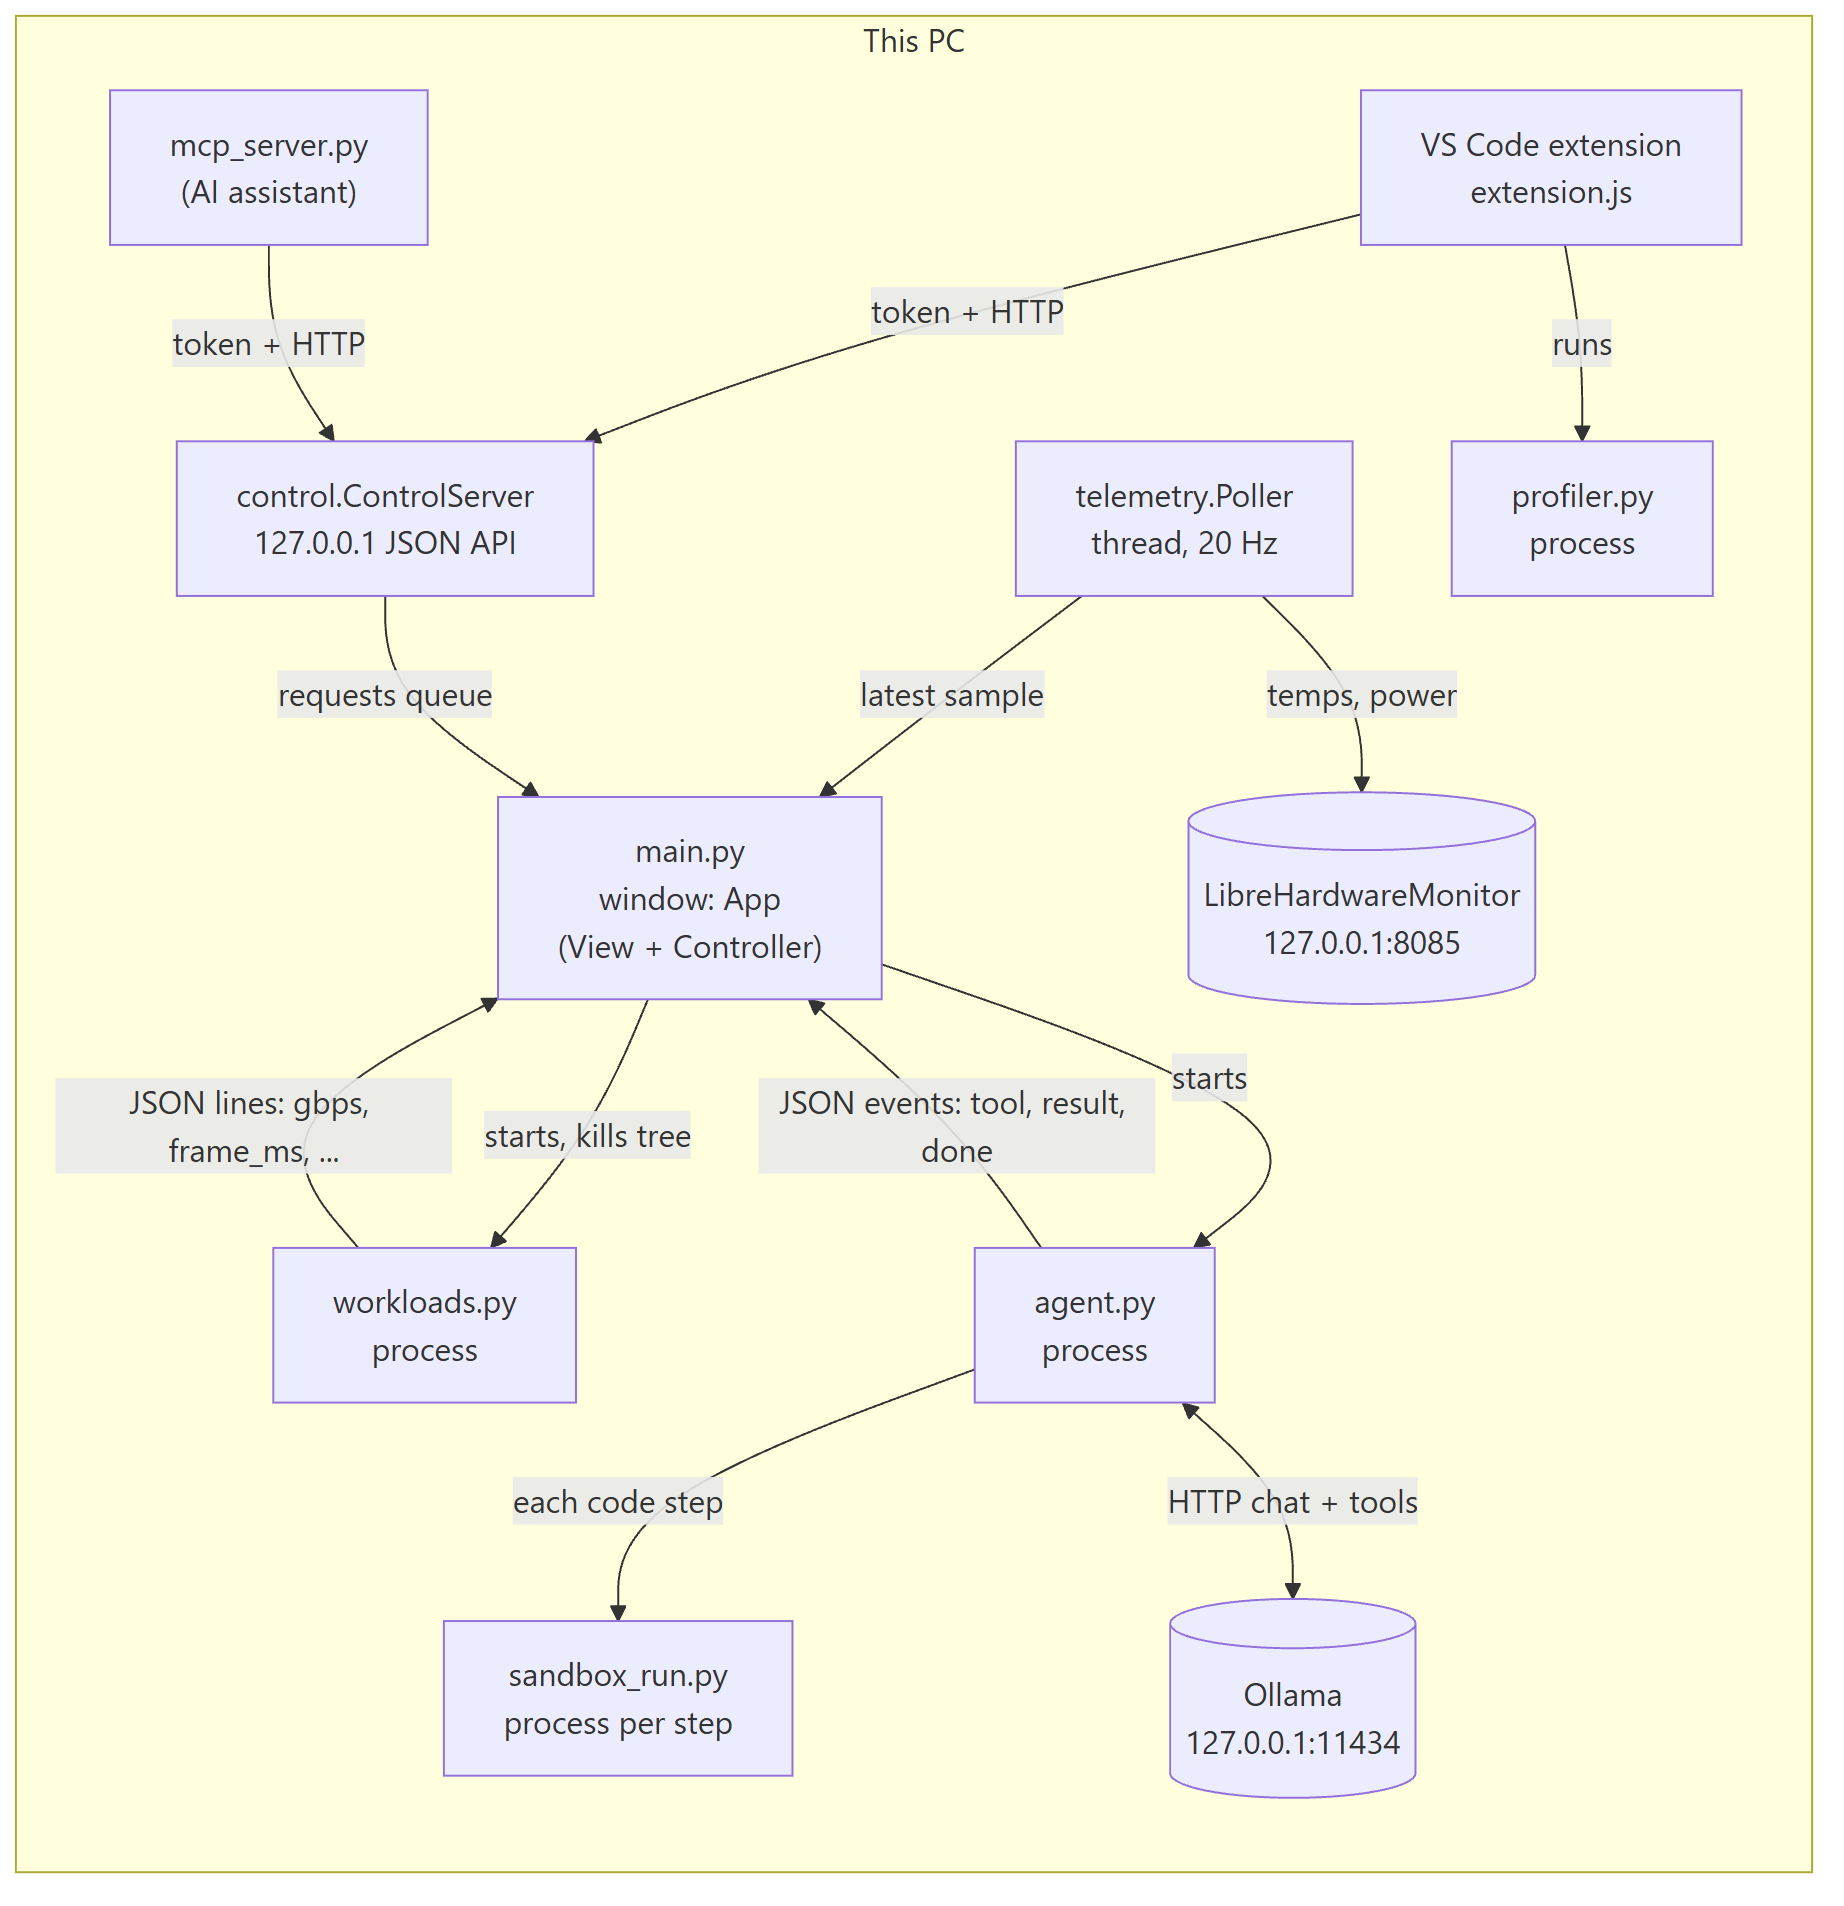 This PC
mcp_server.py
(AI assistant)
VS Code extension
extension.js
token + HTTP
token + HTTP
runs
control.ControlServer
127.0.0.1 JSON API
telemetry.Poller
thread, 20 Hz
profiler.py
process
requests queue
latest sample
temps, power
main.py
window: App
(View + Controller)
LibreHardwareMonitor
127.0.0.1:8085
JSON lines: gbps,
frame_ms, ...
starts, kills tree
JSON events: tool, result,
done
starts
workloads.py
process
agent.py
process
each code step
HTTP chat + tools
sandbox_run.py
process per step
Ollama
127.0.0.1:11434